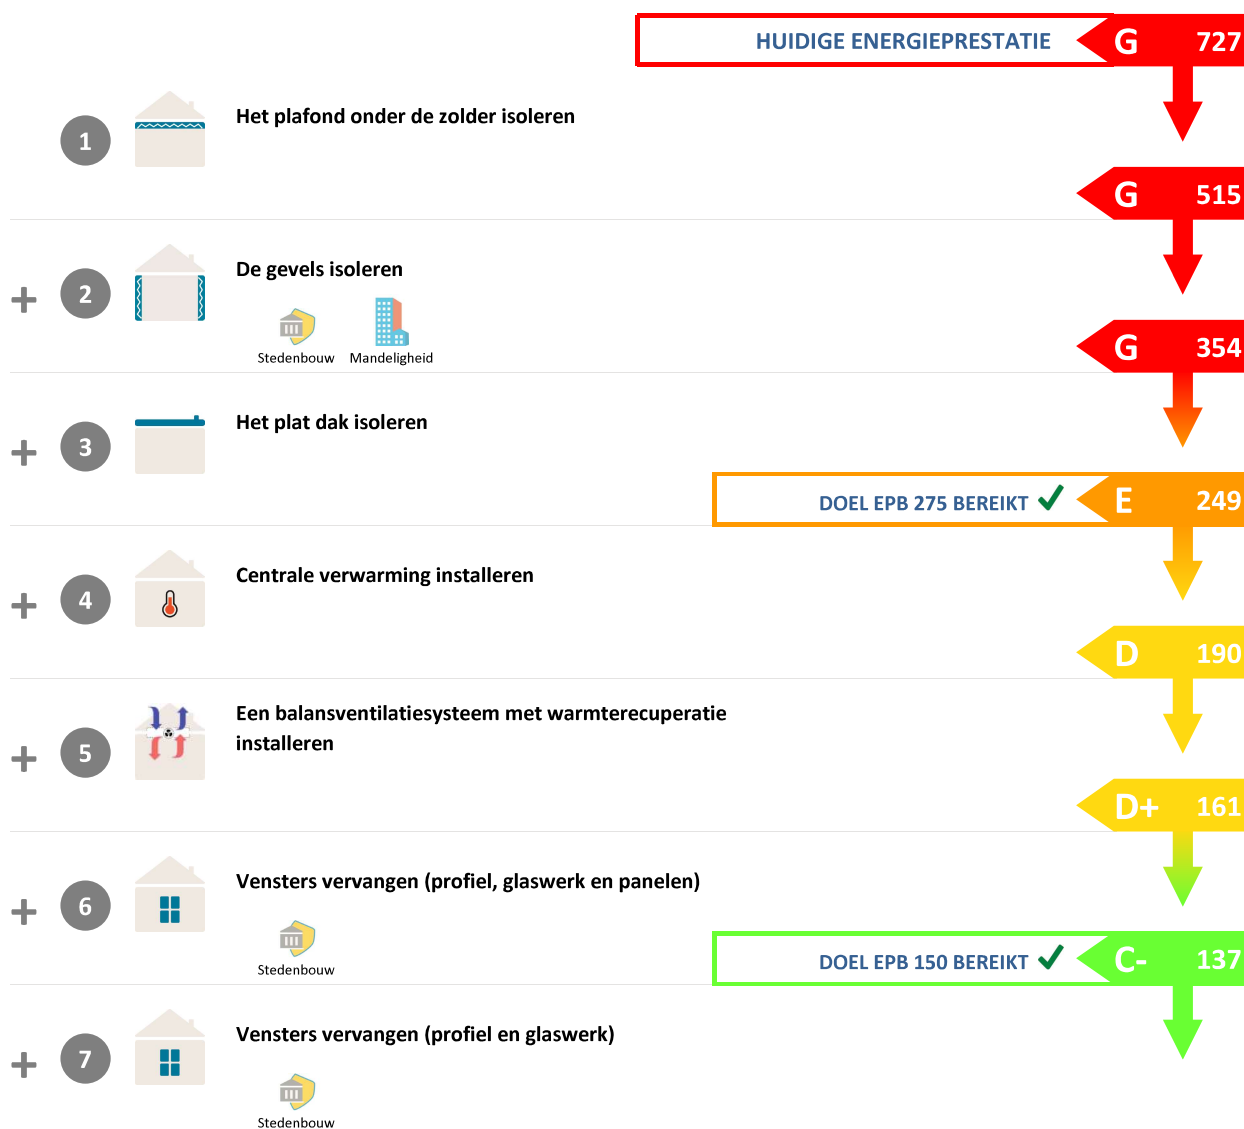 HUIDIGE ENERGIEPRESTATIE G 727
1 Het plafond onder de zolder isoleren
G 515
+ 2 De gevels isoleren
Stedenbouw Mandeligheid
G 354
+ 3 Het plat dak isoleren
DOEL EPB 275 BEREIKT E 249
+ 4 Centrale verwarming installeren
D 190
+ 5 Een balansventilatiesysteem met warmterecuperatie
installeren
D+ 161
+ 6 Vensters vervangen (profiel, glaswerk en panelen)
Stedenbouw
DOEL EPB 150 BEREIKT C- 137
+ 7 Vensters vervangen (profiel en glaswerk)
Stedenbouw